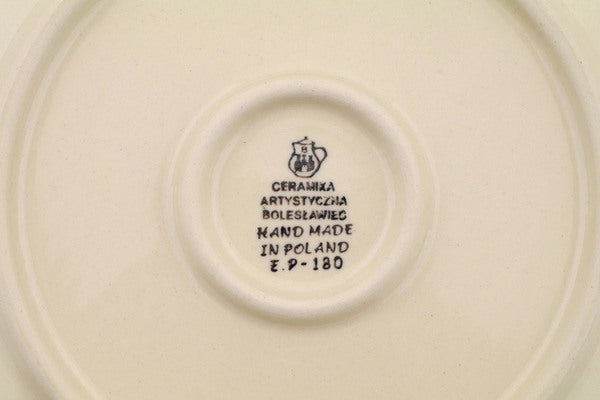 B
CERAMIKA
ARTYSTYCZNA
BOLESŁAWIEC
HAND MADE
IN POLAND
E.P-180